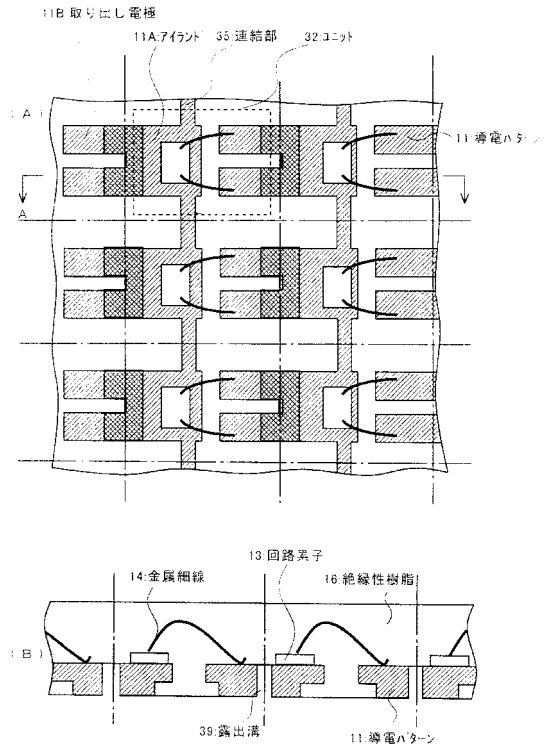 11B 取り出し電極
11A:アイランド 35:連結部 32:ユニット
(A)
11:導電パターン
A
13:回路素子
14:金属細線 16:絶縁性樹脂
(B)
39:露出溝 11:導電パターン